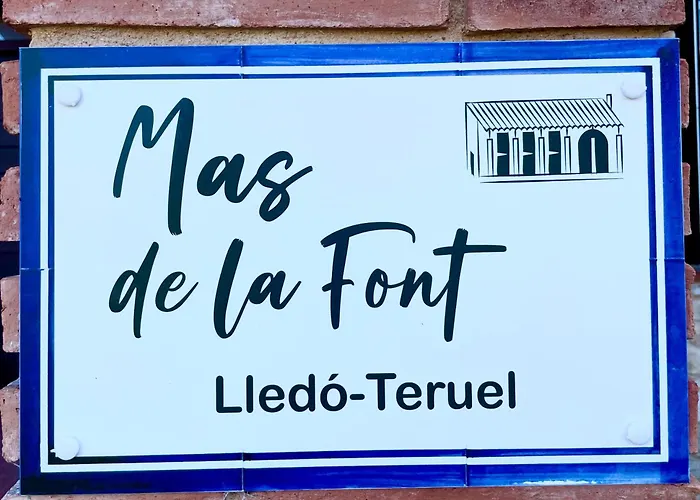 Mas
de la Font
Lledó-Teruel